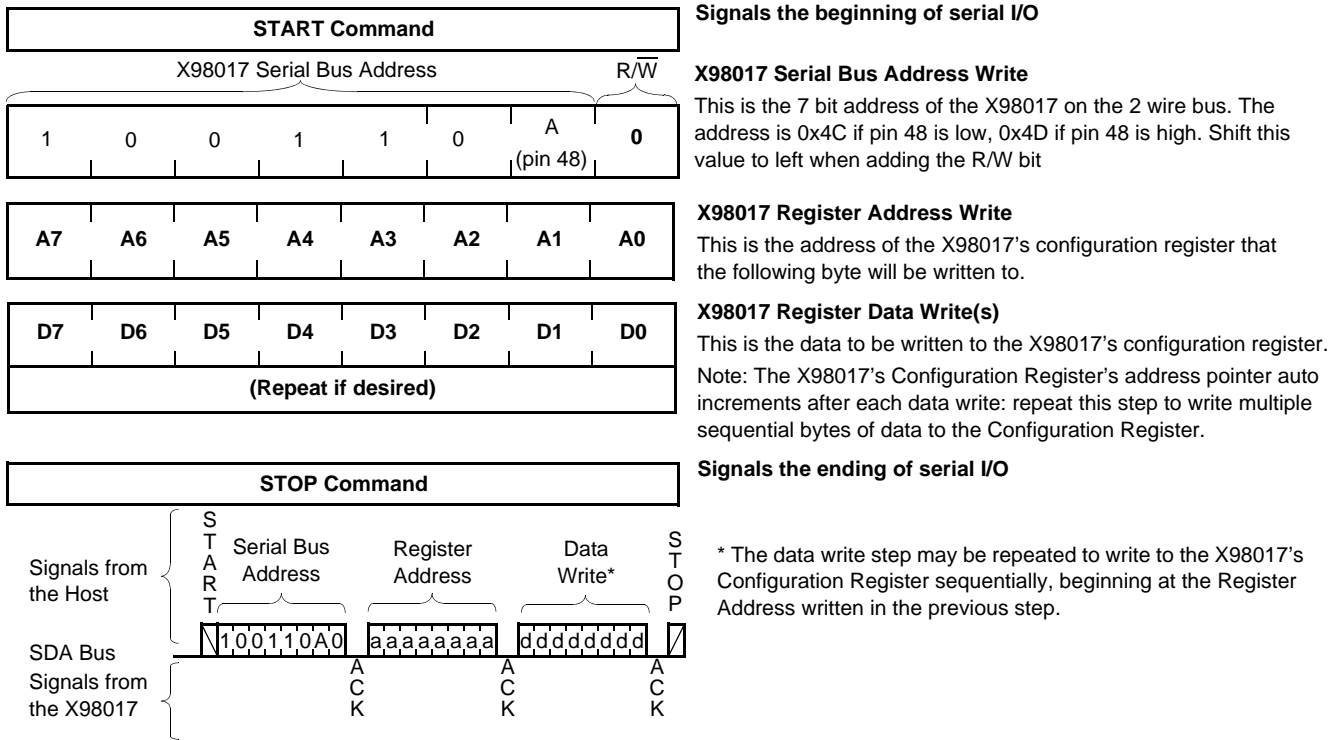 START Command
Signals the beginning of serial I/O
X98017 Serial Bus Address
R/W
X98017 Serial Bus Address Write
1 0 0 1 1 0 A (pin 48) 0
This is the 7 bit address of the X98017 on the 2 wire bus. The
address is 0x4C if pin 48 is low, 0x4D if pin 48 is high. Shift this
value to left when adding the R/W bit
A7 A6 A5 A4 A3 A2 A1 A0
X98017 Register Address Write
This is the address of the X98017's configuration register that
the following byte will be written to.
D7 D6 D5 D4 D3 D2 D1 D0
(Repeat if desired)
X98017 Register Data Write(s)
This is the data to be written to the X98017's configuration register.
Note: The X98017's Configuration Register's address pointer auto
increments after each data write: repeat this step to write multiple
sequential bytes of data to the Configuration Register.
STOP Command
Signals the ending of serial I/O
Signals from
the Host
START
Serial Bus
Address
Register
Address
Data
Write*
STOP
* The data write step may be repeated to write to the X98017's
Configuration Register sequentially, beginning at the Register
Address written in the previous step.
SDA Bus
1 0 0 1 1 0 A 0
a a a a a a a a
d d d d d d d d
Signals from
the X98017
ACK
ACK
ACK